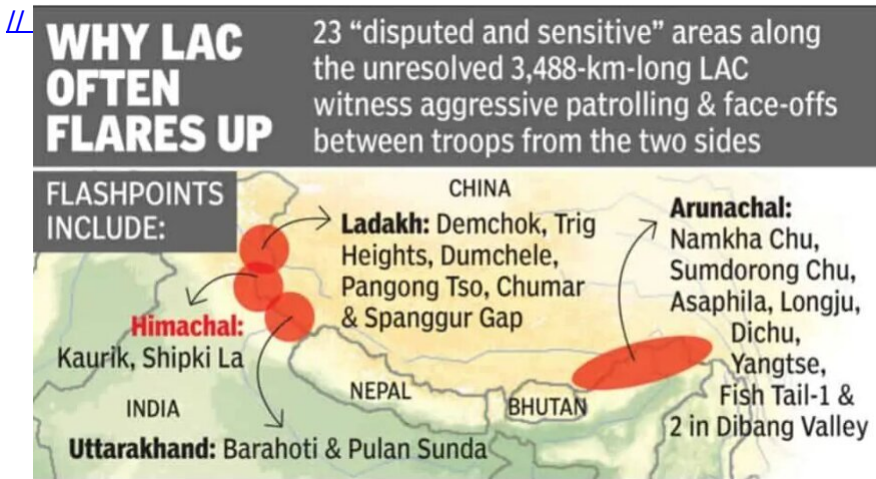 //
WHY LAC
OFTEN
FLARES UP
23 “disputed and sensitive” areas along
the unresolved 3,488-km-long LAC
witness aggressive patrolling & face-offs
between troops from the two sides
FLASHPOINTS
INCLUDE:
CHINA
Ladakh: Demchok, Trig
Heights, Dumchele,
Pangong Tso, Chumar
& Spanggur Gap
Arunachal:
Namkha Chu,
Sumdorong Chu,
Asaphila, Longju,
Dichu,
Yangtse,
Fish Tail-1 &
2 in Dibang Valley
Himachal:
Kaurik, Shipki La
INDIA
NEPAL
BHUTAN
Uttarakhand: Barahoti & Pulan Sunda